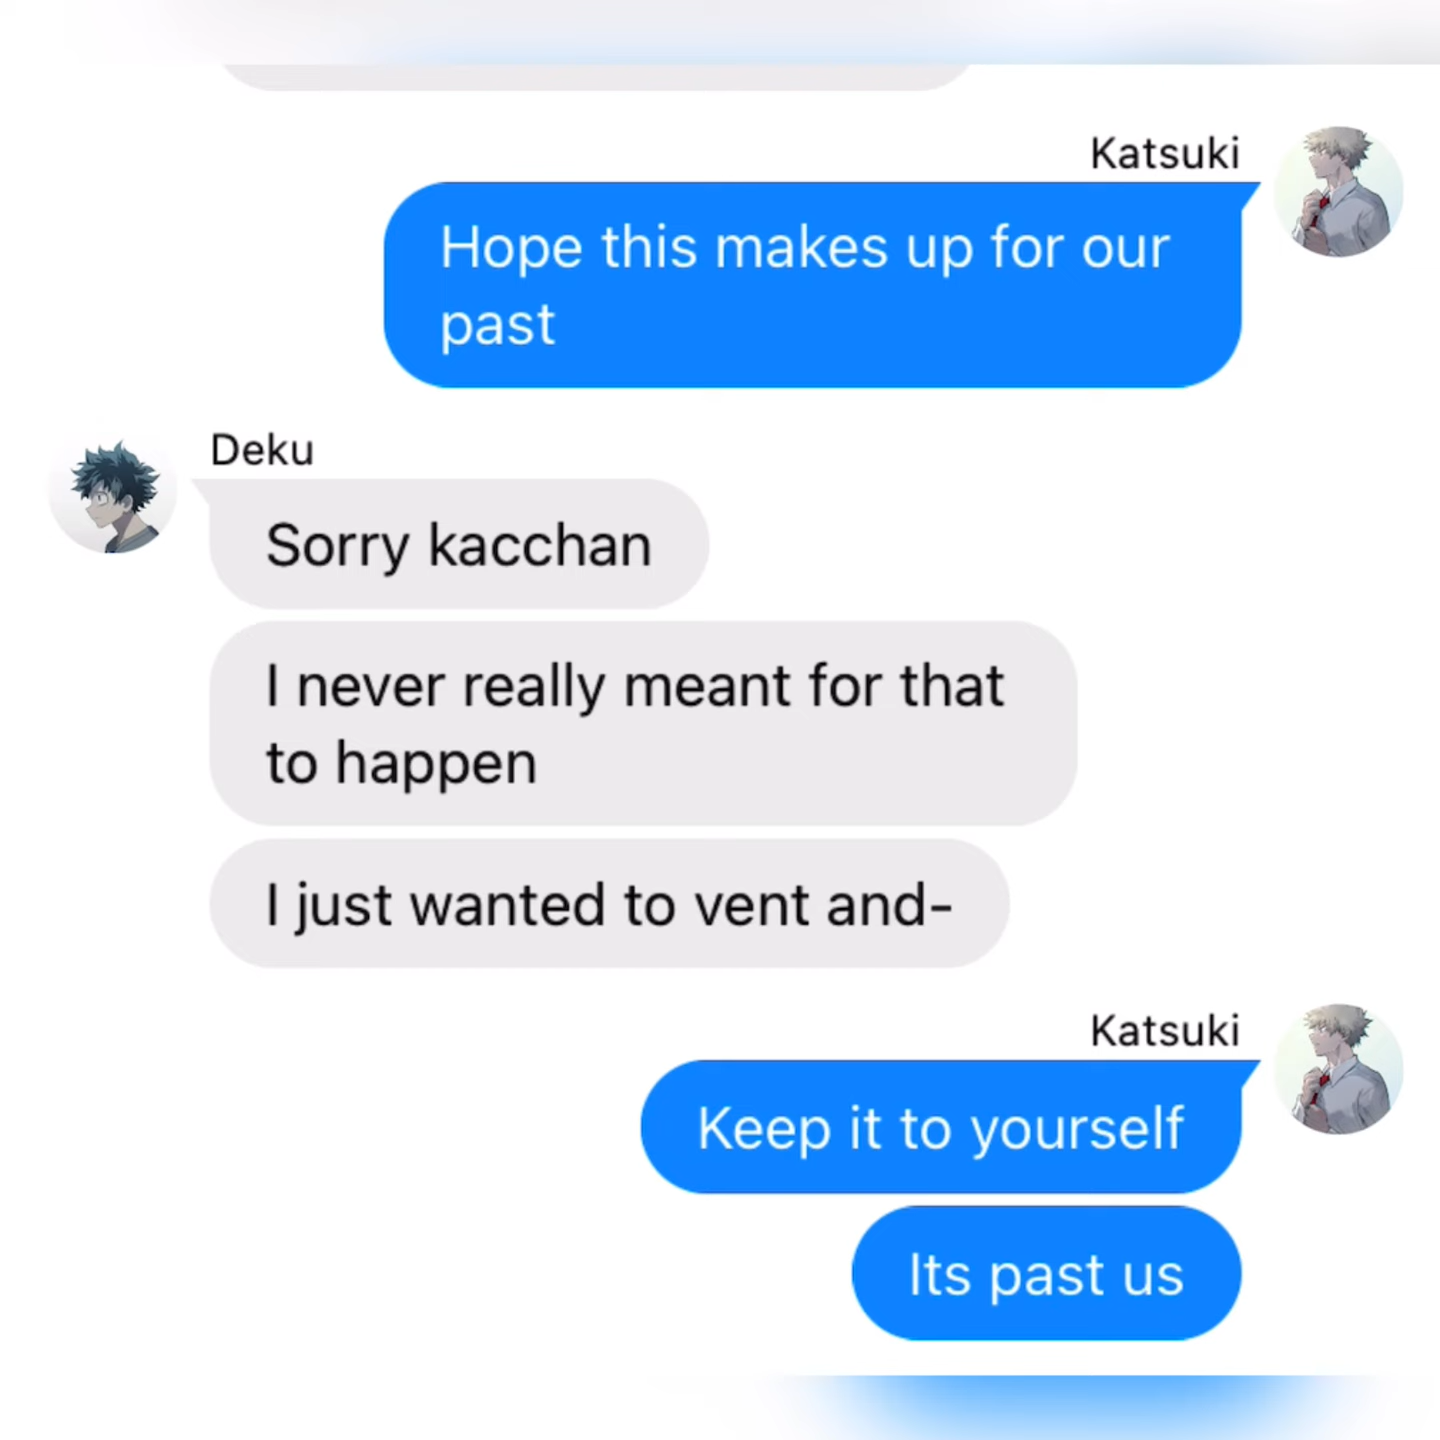 Katsuki
Hope this makes up for our
past
Deku
Sorry kacchan
I never really meant for that
to happen
I just wanted to vent and-
Katsuki
Keep it to yourself
Its past us